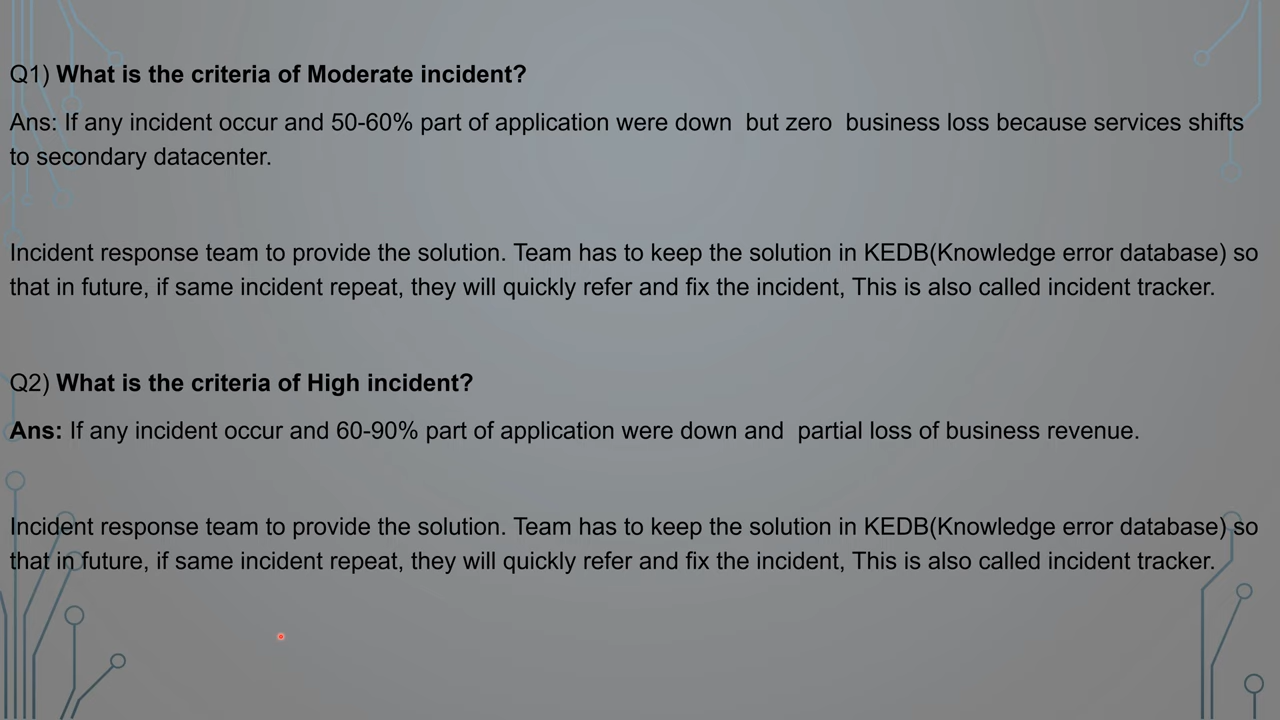 Q1) What is the criteria of Moderate incident?
Ans: If any incident occur and 50-60% part of application were down  but zero  business loss because services shifts
to secondary datacenter.
Incident response team to provide the solution. Team has to keep the solution in KEDB(Knowledge error database) so
that in future, if same incident repeat, they will quickly refer and fix the incident, This is also called incident tracker.
Q2) What is the criteria of High incident?
Ans: If any incident occur and 60-90% part of application were down and  partial loss of business revenue.
Incident response team to provide the solution. Team has to keep the solution in KEDB(Knowledge error database) so
that in future, if same incident repeat, they will quickly refer and fix the incident, This is also called incident tracker.